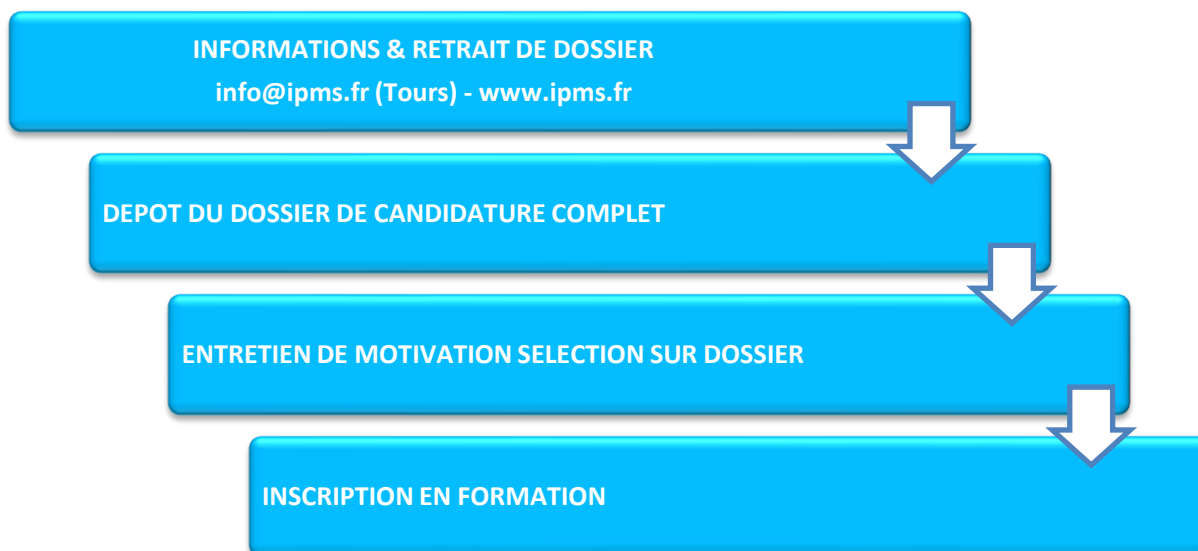 INFORMATIONS & RETRAIT DE DOSSIER
info@ipms.fr (Tours) - www.ipms.fr
DEPOT DU DOSSIER DE CANDIDATURE COMPLET
ENTRETIEN DE MOTIVATION SELECTION SUR DOSSIER
INSCRIPTION EN FORMATION